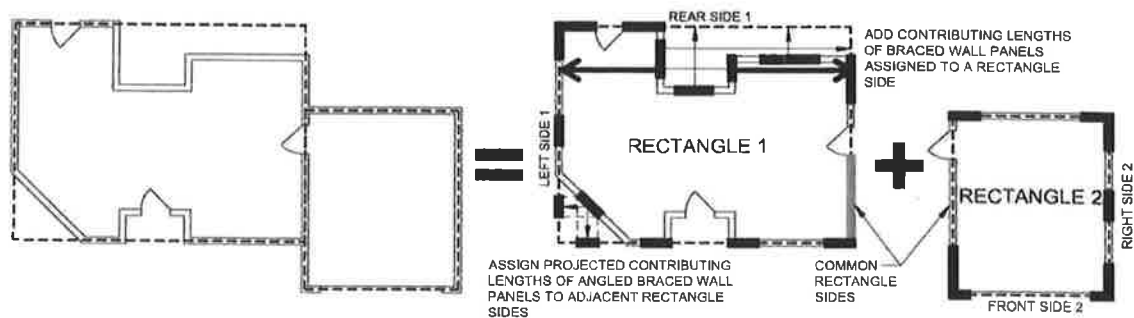 REAR SIDE 1
ADD CONTRIBUTING LENGTHS
OF BRACED WALL PANELS
ASSIGNED TO A RECTANGLE
SIDE
LEFT SIDE 1
RECTANGLE 1
RECTANGLE 2
RIGHT SIDE 2
ASSIGN PROJECTED CONTRIBUTING
LENGTHS OF ANGLED BRACED WALL
PANELS TO ADJACENT RECTANGLE
SIDES
COMMON
RECTANGLE
SIDES
FRONT SIDE 2